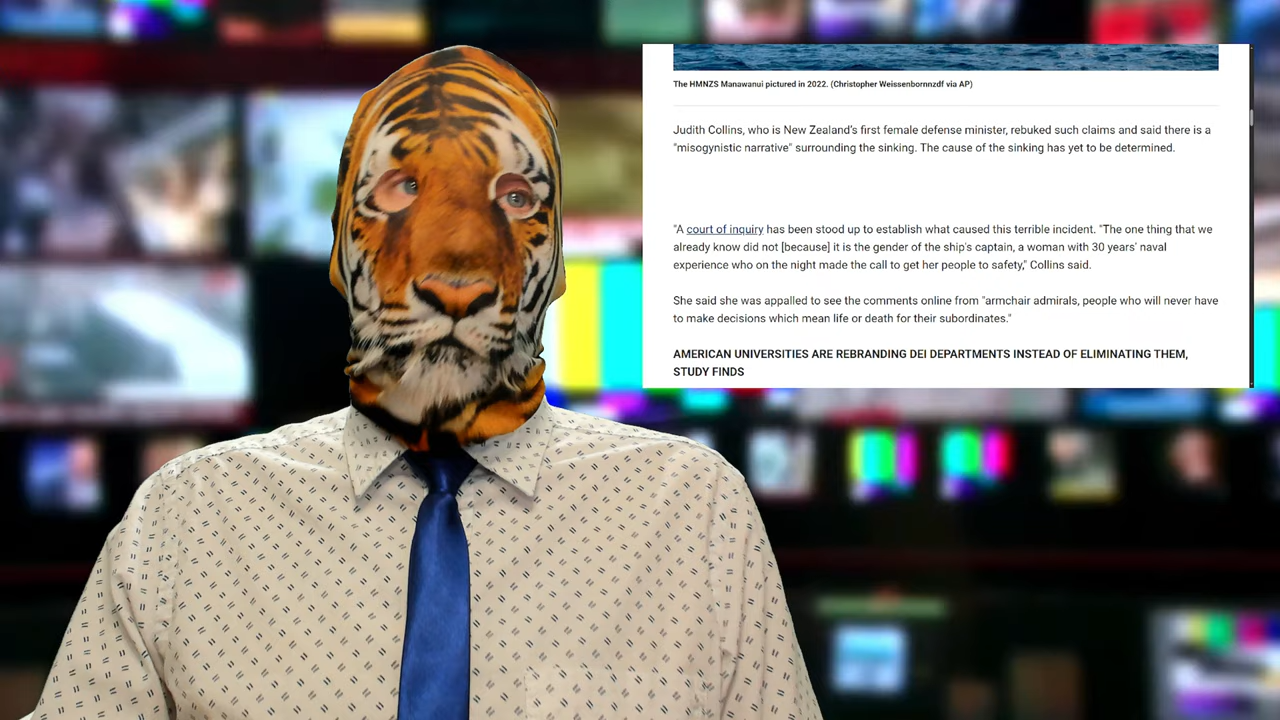 The HMNZS Manawanui pictured in 2022. (Christopher Weissenbornnzdf via AP)
Judith Collins, who is New Zealand's first female defense minister, rebuked such claims and said there is a
"misogynistic narrative" surrounding the sinking. The cause of the sinking has yet to be determined.
"A court of inquiry has been stood up to establish what caused this terrible incident. "The one thing that we
already know did not [because] it is the gender of the ship's captain, a woman with 30 years' naval
experience who on the night made the call to get her people to safety," Collins said.
She said she was appalled to see the comments online from "armchair admirals, people who will never have
to make decisions which mean life or death for their subordinates."
AMERICAN UNIVERSITIES ARE REBRANDING DEI DEPARTMENTS INSTEAD OF ELIMINATING THEM,
STUDY FINDS